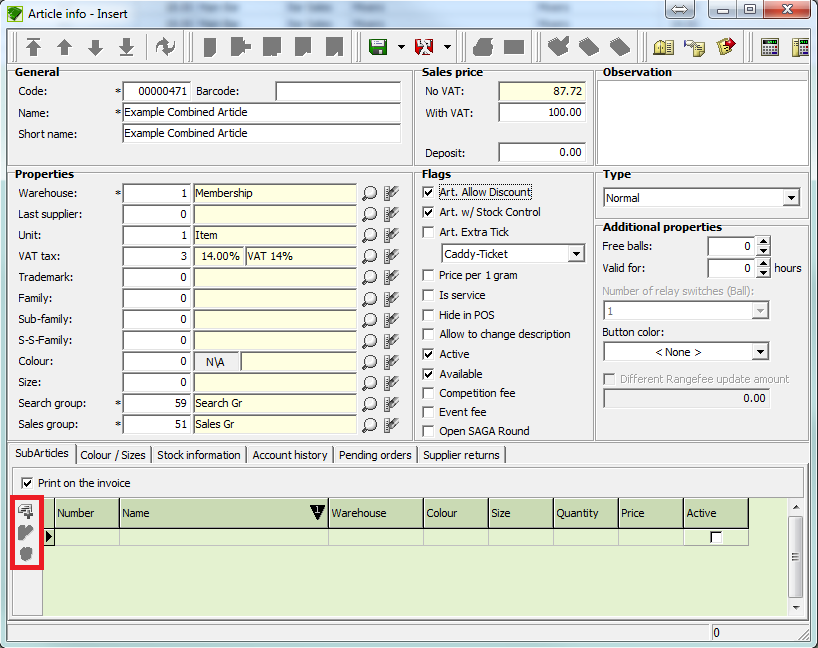 Article info - Insert
General
Code: * 00000471 Barcode:
Name: * Example Combined Article
Short name: Example Combined Article
Sales price
No VAT: 87.72
With VAT: 100.00
Deposit: 0.00
Observation
Properties
Warehouse: * 1 Membership
Last supplier: 0
Unit: 1 Item
VAT tax: 3 14.00% VAT 14%
Trademark: 0
Family: 0
Sub-family: 0
S-S-Family: 0
Colour: 0 N\A
Size: 0
Search group: * 59 Search Gr
Sales group: * 51 Sales Gr
Flags
Art. Allow Discount
Art. w/ Stock Control
Art. Extra Tick
Caddy-Ticket
Price per 1 gram
Is service
Hide in POS
Allow to change description
Active
Available
Competition fee
Event fee
Open SAGA Round
Type
Normal
Additional properties
Free balls: 0
Valid for: 0 hours
Number of relay switches (Ball):
1
Button color:
< None >
Different Rangefee update amount
0.00
SubArticles Colour / Sizes Stock information Account history Pending orders Supplier returns
Print on the invoice
Number Name 1 Warehouse Colour Size Quantity Price Active
0